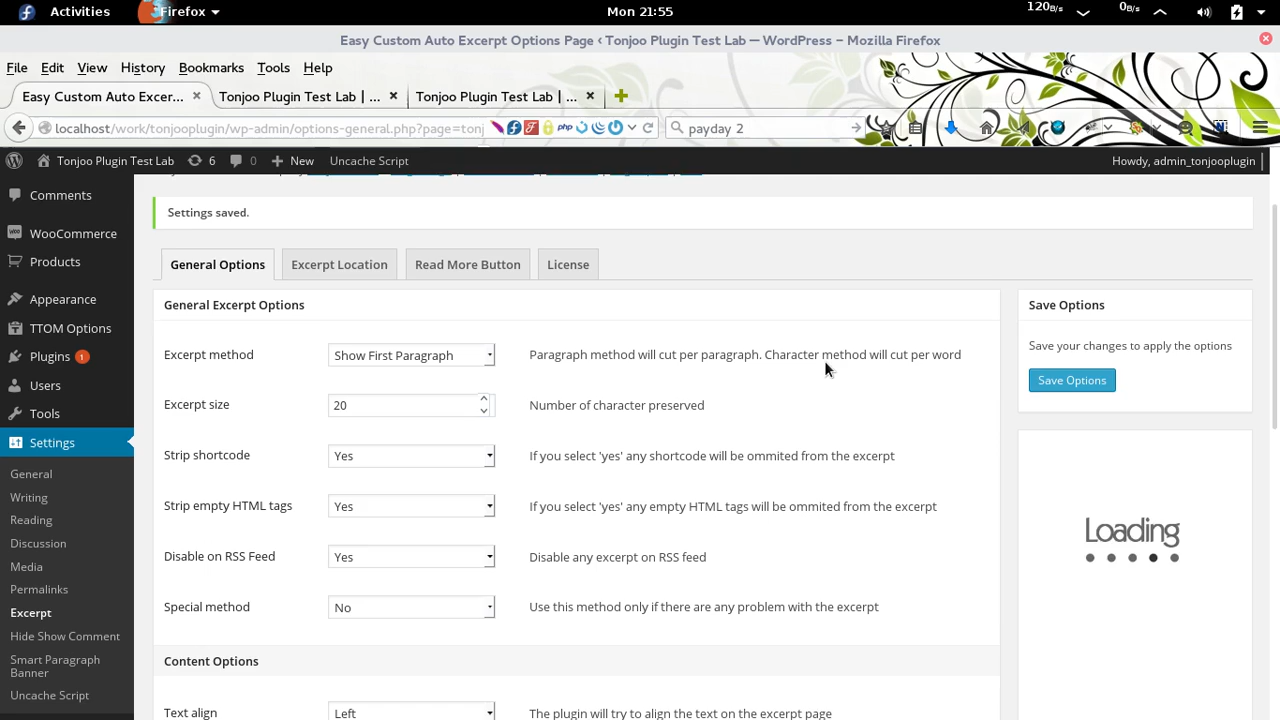 Activities Firefox Mon 21:55 120B/s 0B/s
Easy Custom Auto Excerpt Options Page ‹ Tonjoo Plugin Test Lab — WordPress – Mozilla Firefox
File Edit View History Bookmarks Tools Help
Easy Custom Auto Excer... Tonjoo Plugin Test Lab | ... Tonjoo Plugin Test Lab | ...
localhost/work/tonjooplugin/wp-admin/options-general.php?page=tonj php payday 2
Tonjoo Plugin Test Lab 6 0 New Uncache Script Howdy, admin_tonjooplugin
Comments
WooCommerce
Products
Appearance
TTOM Options
Plugins 1
Users
Tools
Settings
General
Writing
Reading
Discussion
Media
Permalinks
Excerpt
Hide Show Comment
Smart Paragraph
Banner
Uncache Script
Settings saved.
General Options Excerpt Location Read More Button License
General Excerpt Options
Excerpt method Show First Paragraph Paragraph method will cut per paragraph. Character method will cut per word
Excerpt size 20 Number of character preserved
Strip shortcode Yes If you select 'yes' any shortcode will be ommited from the excerpt
Strip empty HTML tags Yes If you select 'yes' any empty HTML tags will be ommited from the excerpt
Disable on RSS Feed Yes Disable any excerpt on RSS feed
Special method No Use this method only if there are any problem with the excerpt
Content Options
Text align Left The plugin will try to align the text on the excerpt page
Save Options
Save your changes to apply the options
Save Options
Loading